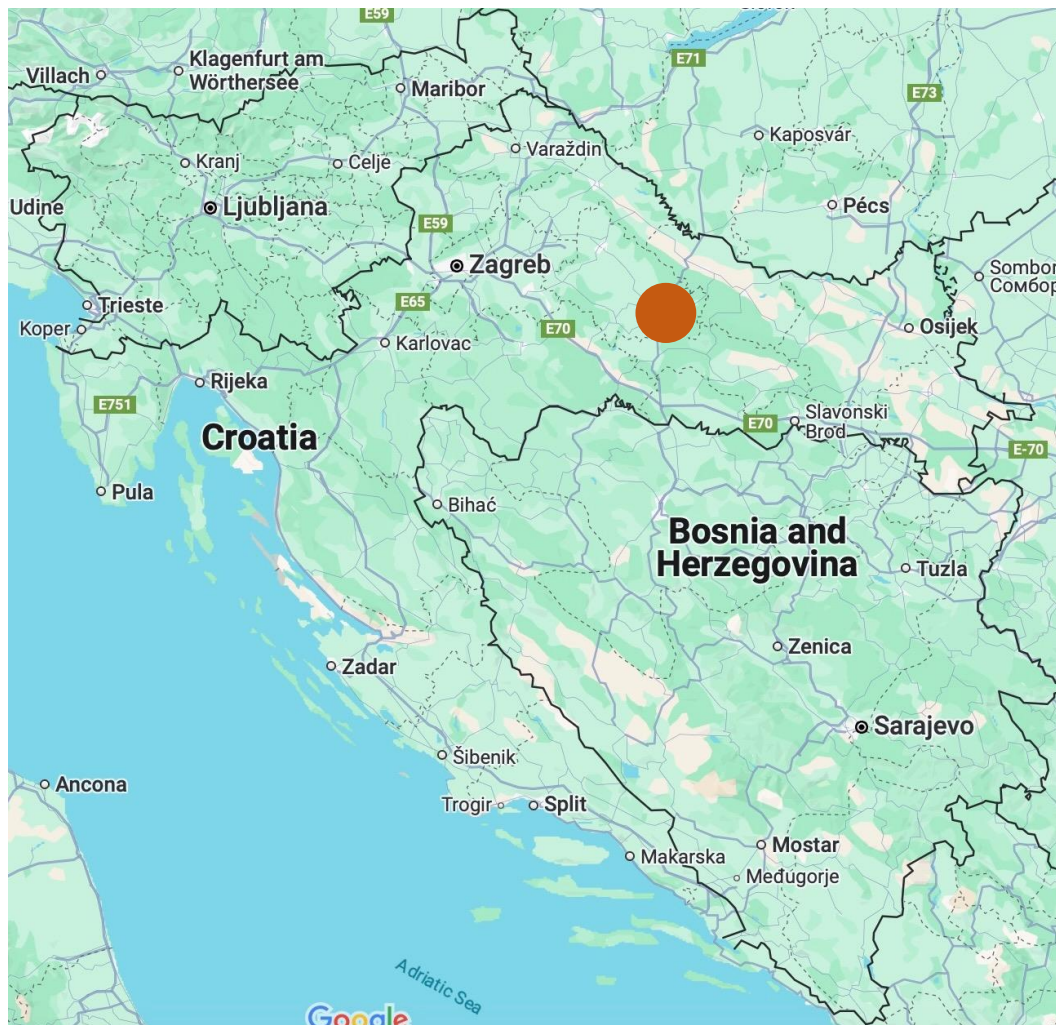 E59
Klagenfurt am
Wörthersee
Villach
Maribor
E71
E73
Kaposvár
Varaždin
Kranj
Celje
Udine
Ljubljana
Pécs
E59
Zagreb
Sombor
Сомбор
Trieste
E65
Koper
E70
Osijek
Karlovac
Rijeka
E751
Slavonski
Brod
E70
Croatia
E-70
Pula
Bihać
Bosnia and
Herzegovina
Tuzla
Zenica
Zadar
Sarajevo
Šibenik
Ancona
Trogir
Split
Mostar
Makarska
Međugorje
Adriatic Sea
Google